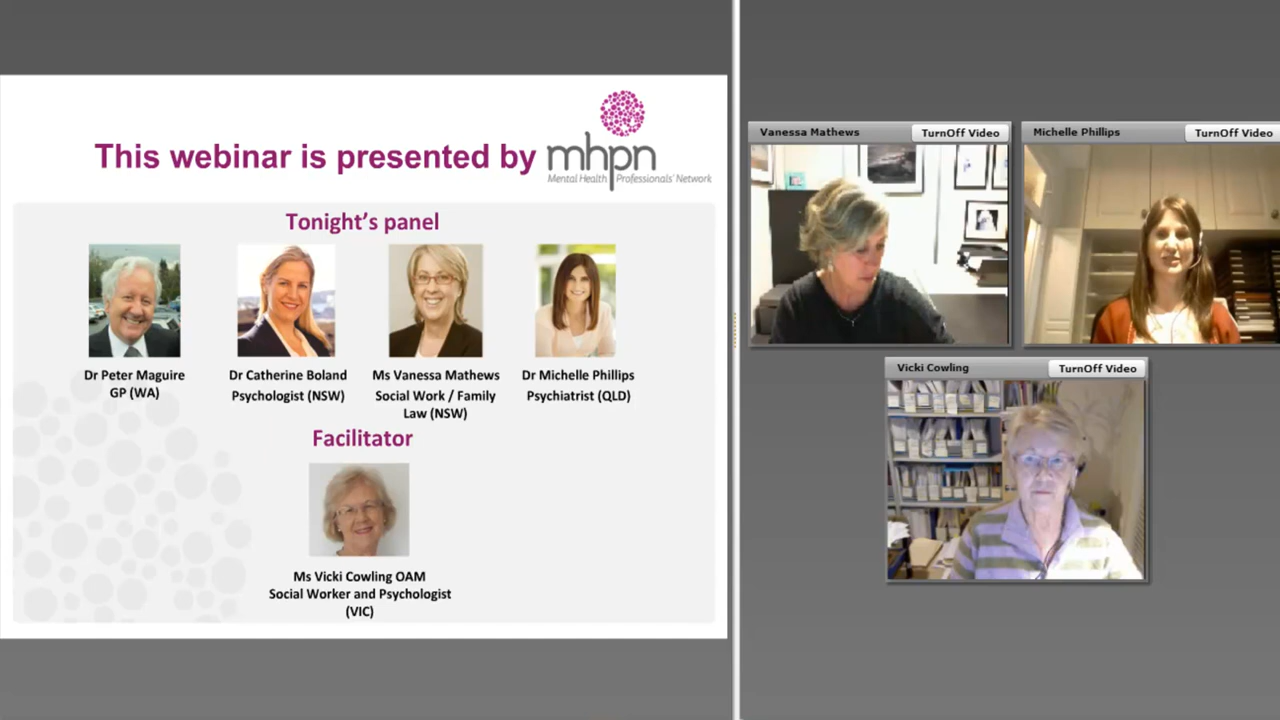 This webinar is presented by
mhpn
Mental Health Professionals' Network
Tonight's panel
Dr Peter Maguire
GP (WA)
Dr Catherine Boland
Psychologist (NSW)
Ms Vanessa Mathews
Social Work / Family
Law (NSW)
Dr Michelle Phillips
Psychiatrist (QLD)
Facilitator
Ms Vicki Cowling OAM
Social Worker and Psychologist
(VIC)
Vanessa Mathews
TurnOff Video
Michelle Phillips
TurnOff Video
Vicki Cowling
TurnOff Video